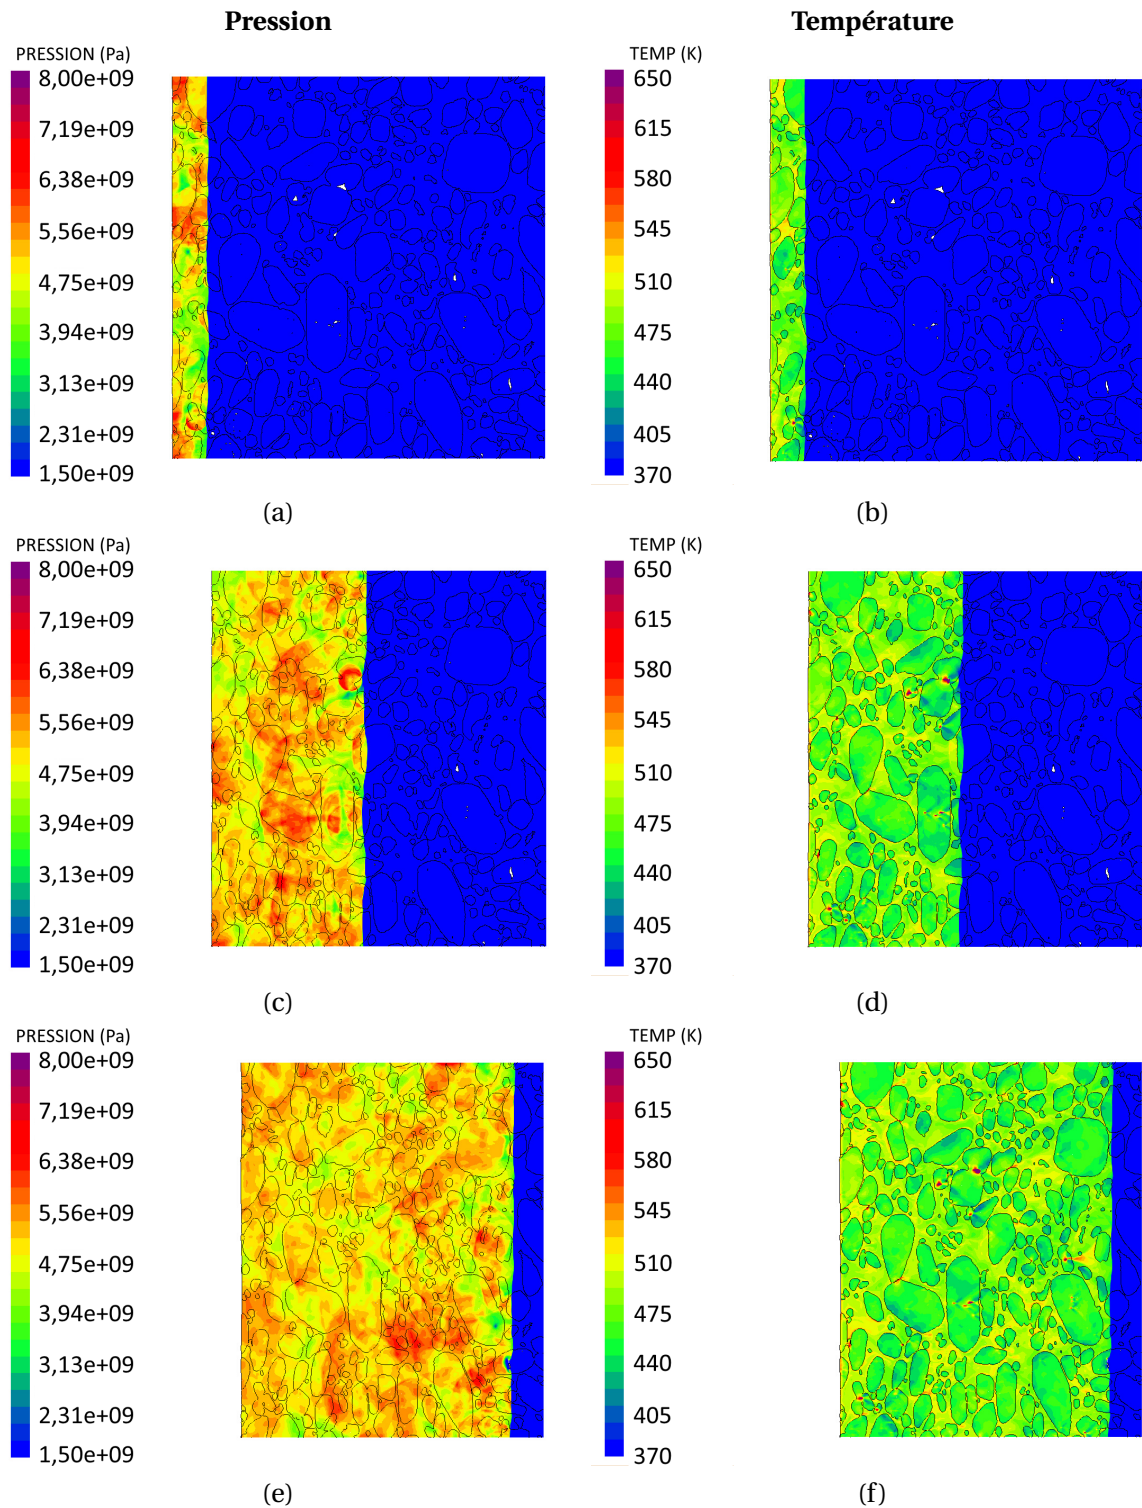 Pression
Température
PRESSION (Pa)
8,00e+09
7,19e+09
6,38e+09
5,56e+09
4,75e+09
3,94e+09
3,13e+09
2,31e+09
1,50e+09
(a)
TEMP (K)
650
615
580
545
510
475
440
405
370
(b)
PRESSION (Pa)
8,00e+09
7,19e+09
6,38e+09
5,56e+09
4,75e+09
3,94e+09
3,13e+09
2,31e+09
1,50e+09
(c)
TEMP (K)
650
615
580
545
510
475
440
405
370
(d)
PRESSION (Pa)
8,00e+09
7,19e+09
6,38e+09
5,56e+09
4,75e+09
3,94e+09
3,13e+09
2,31e+09
1,50e+09
(e)
TEMP (K)
650
615
580
545
510
475
440
405
370
(f)